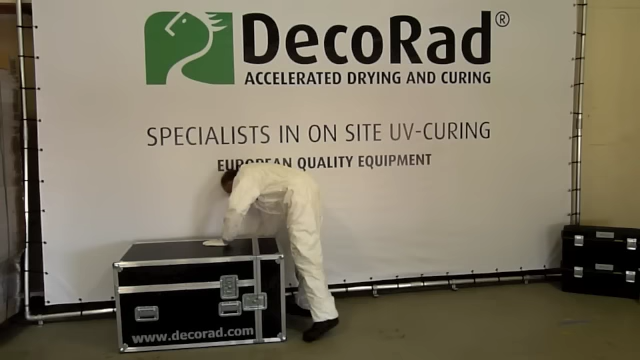 DecoRad®
ACCELERATED DRYING AND CURING
SPECIALISTS IN ON SITE UV-CURING
EUROPEAN QUALITY EQUIPMENT
www.decorad.com